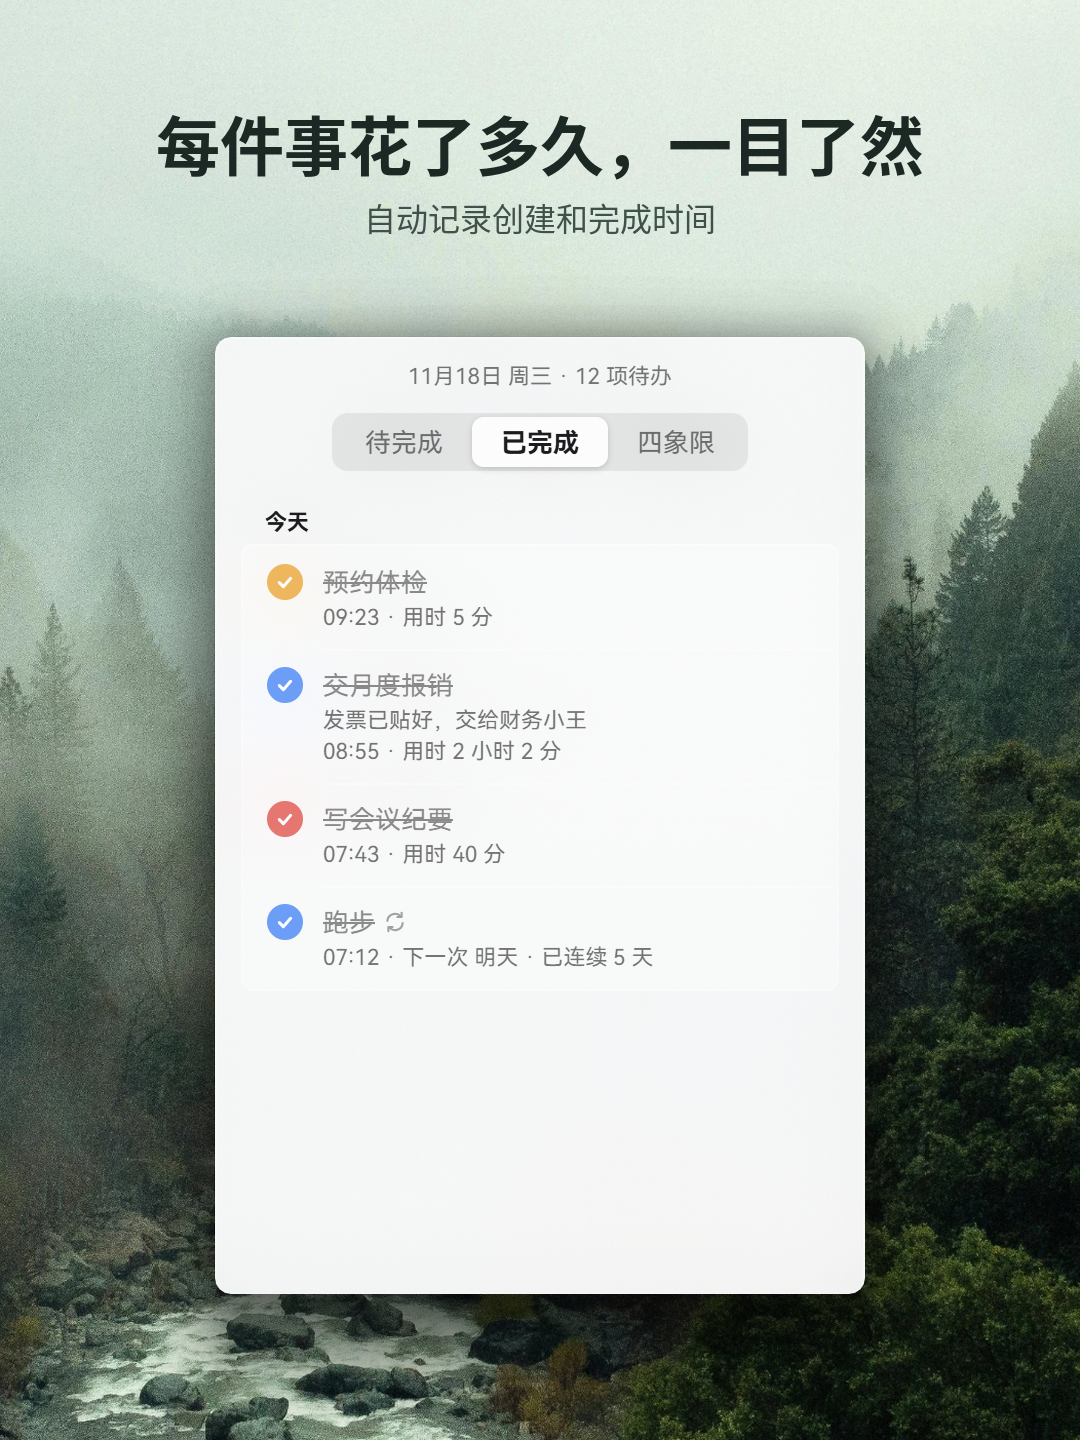 每件事花了多久，一目了然
自动记录创建和完成时间
11月18日 周三 · 12 项待办
待完成 已完成 四象限
今天
预约体检
09:23 · 用时 5 分
交月度报销
发票已贴好，交给财务小王
08:55 · 用时 2 小时 2 分
写会议纪要
07:43 · 用时 40 分
跑步
07:12 · 下一次 明天 · 已连续 5 天